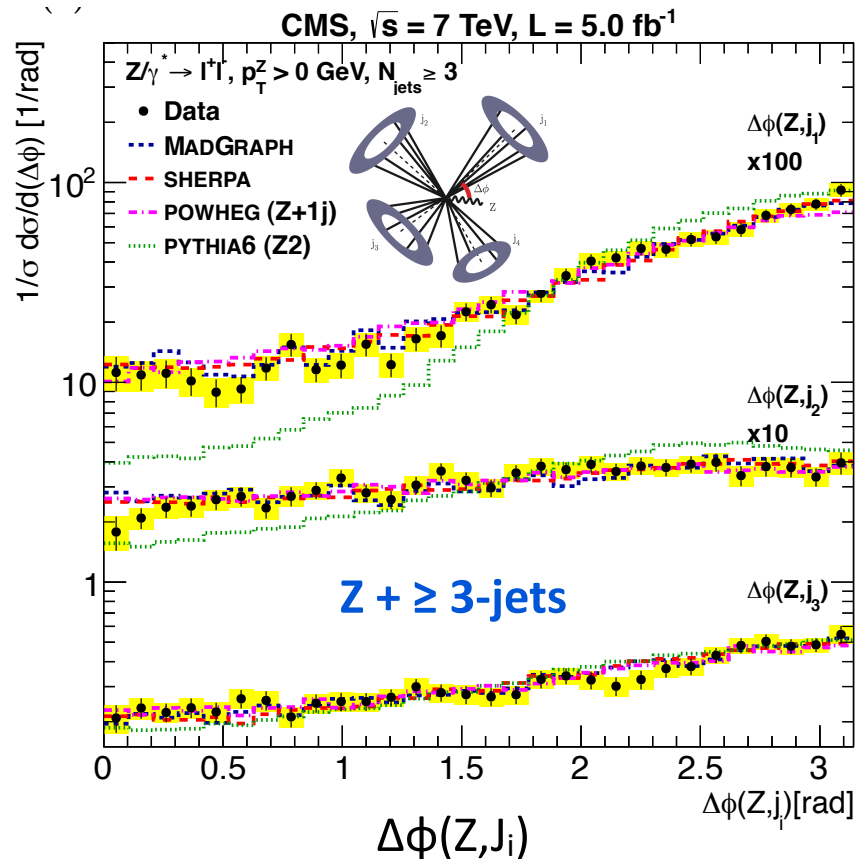 CMS, √s = 7 TeV, L = 5.0 fb⁻¹
1/σ dσ/d(Δϕ) [1/rad]
Z/γ*→ l⁺l⁻, p_T^Z > 0 GeV, N_jets ≥ 3
Data
MADGRAPH
SHERPA
POWHEG (Z+1j)
PYTHIA6 (Z2)
j₂
j₁
Δϕ
Z
j₃
j₄
Δϕ(Z,j₁)
x100
10²
10
1
Δϕ(Z,j₂)
x10
Z + ≥ 3-jets
Δϕ(Z,j₃)
0 0.5 1 1.5 2 2.5 3
Δϕ(Z,j_i)[rad]
Δϕ(Z,J_i)